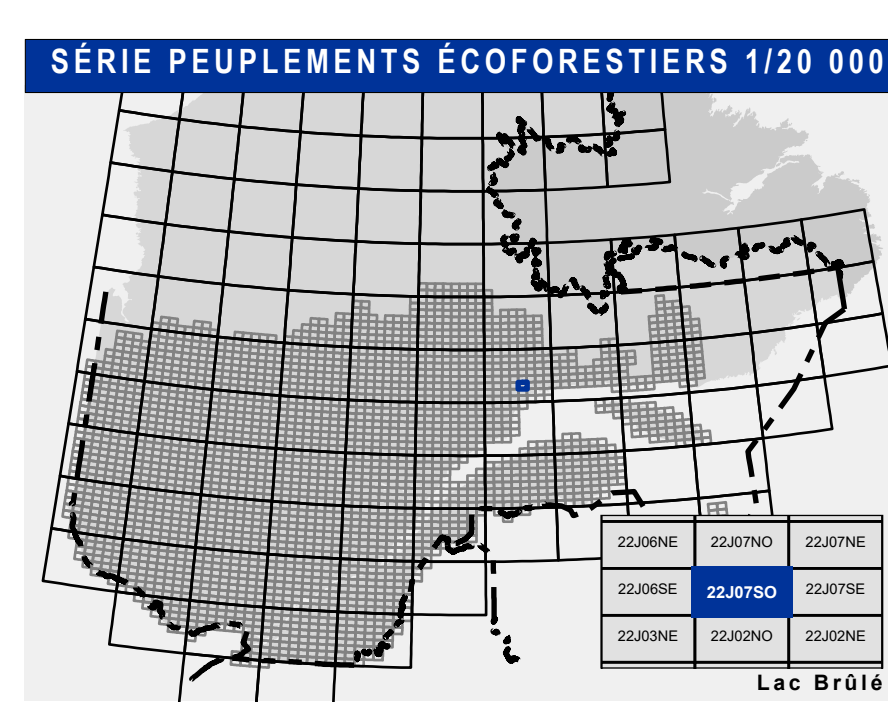 SÉRIE PEUPLEMENTS ÉCOFORESTIERS 1/20 000
22J06NE 22J07NO 22J07NE
22J06SE 22J07SO 22J07SE
22J03NE 22J02NO 22J02NE
Lac Brûlé